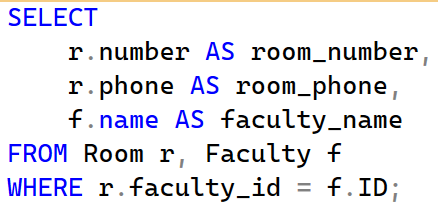 SELECT
    r.number AS room_number,
    r.phone AS room_phone,
    f.name AS faculty_name
FROM Room r, Faculty f
WHERE r.faculty_id = f.ID;